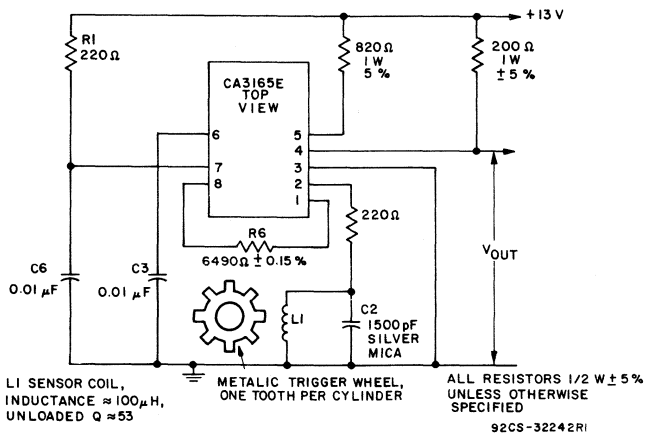 +13 V
R1
220Ω
820Ω
1W
5 %
200Ω
1W
± 5%
CA3165E
TOP
VIEW
6
7
8
5
4
3
2
1
R6
6490Ω ± 0.15%
220Ω
VOUT
C6
0.01 μF
C3
0.01 μF
L1
C2
1500 pF
SILVER
MICA
L1 SENSOR COIL,
INDUCTANCE ≈ 100μH,
UNLOADED Q ≈ 53
METALIC TRIGGER WHEEL,
ONE TOOTH PER CYLINDER
ALL RESISTORS 1/2 W ± 5%
UNLESS OTHERWISE
SPECIFIED
92CS-32242R1